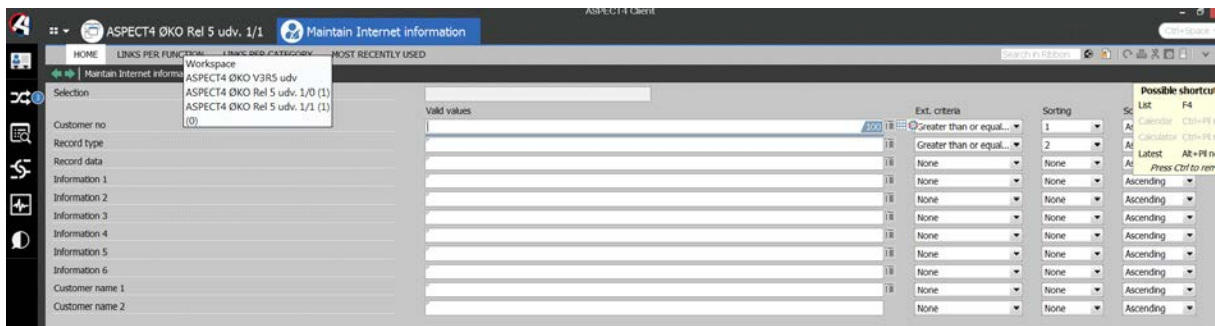 ASPECT4 Client
ASPECT4 ØKO Rel 5 udv. 1/1 Maintain Internet information
HOME LINKS PER FUNCTION LINKS PER CATEGORY MOST RECENTLY USED Search in Ribbon
Maintain Internet informa
Workspace
ASPECT4 ØKO V3R5 udv
ASPECT4 ØKO Rel 5 udv. 1/0 (1)
ASPECT4 ØKO Rel 5 udv. 1/1 (1)
(0)
Selection
Valid values Ext. criteria Sorting
Customer no 100 Greater than or equal... 1
Record type Greater than or equal... 2
Record data None None
Information 1 None None Ascending
Information 2 None None Ascending
Information 3 None None Ascending
Information 4 None None Ascending
Information 5 None None Ascending
Information 6 None None Ascending
Customer name 1 None None Ascending
Customer name 2 None None Ascending
Possible shortcut
List F4
Calendar
Calculator
Latest
Press Ctrl to rem